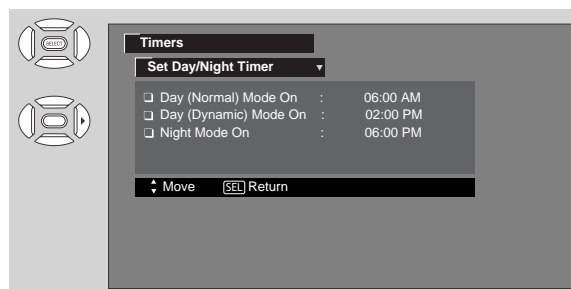 SELECT
Timers
Set Day/Night Timer
❏ Day (Normal) Mode On : 06:00 AM
❏ Day (Dynamic) Mode On : 02:00 PM
❏ Night Mode On : 06:00 PM
Move SEL Return